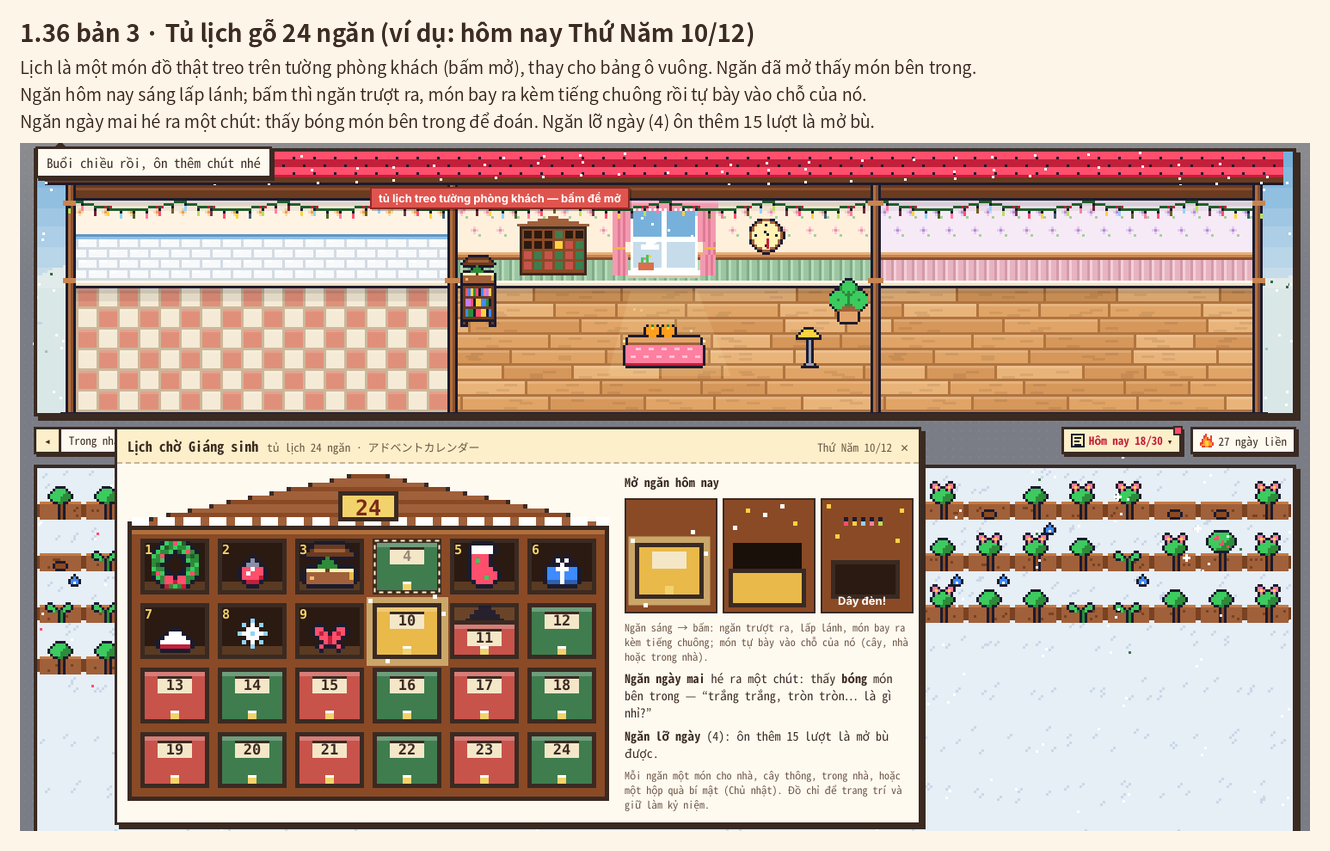 1.36 bản 3 · Tủ lịch gỗ 24 ngăn (ví dụ: hôm nay Thứ Năm 10/12)
Lịch là một món đồ thật treo trên tường phòng khách (bấm mở), thay cho bảng ô vuông. Ngăn đã mở thấy món bên trong.
Ngăn hôm nay sáng lấp lánh; bấm thì ngăn trượt ra, món bay ra kèm tiếng chuông rồi tự bày vào chỗ của nó.
Ngăn ngày mai hé ra một chút: thấy bóng món bên trong để đoán. Ngăn lỡ ngày (4) ôn thêm 15 lượt là mở bù.
Buổi chiều rồi, ôn thêm chút nhé
tủ lịch treo tường phòng khách — bấm để mở
◂ Trong nh
Hôm nay 18/30 ▾
27 ngày liền
Lịch chờ Giáng sinh tủ lịch 24 ngăn · アドベントカレンダー
Thứ Năm 10/12 ×
24
1 2 3 4 5 6
7 8 9 10 11 12
13 14 15 16 17 18
19 20 21 22 23 24
Mở ngăn hôm nay
Dây đèn!
Ngăn sáng → bấm: ngăn trượt ra, lấp lánh, món bay ra
kèm tiếng chuông; món tự bày vào chỗ của nó (cây, nhà
hoặc trong nhà).
Ngăn ngày mai hé ra một chút: thấy bóng món
bên trong — “trắng trắng, tròn tròn… là gì
nhỉ?”
Ngăn lỡ ngày (4): ôn thêm 15 lượt là mở bù
được.
Mỗi ngăn một món cho nhà, cây thông, trong nhà, hoặc
một hộp quà bí mật (Chủ nhật). Đồ chỉ để trang trí và
giữ làm kỷ niệm.